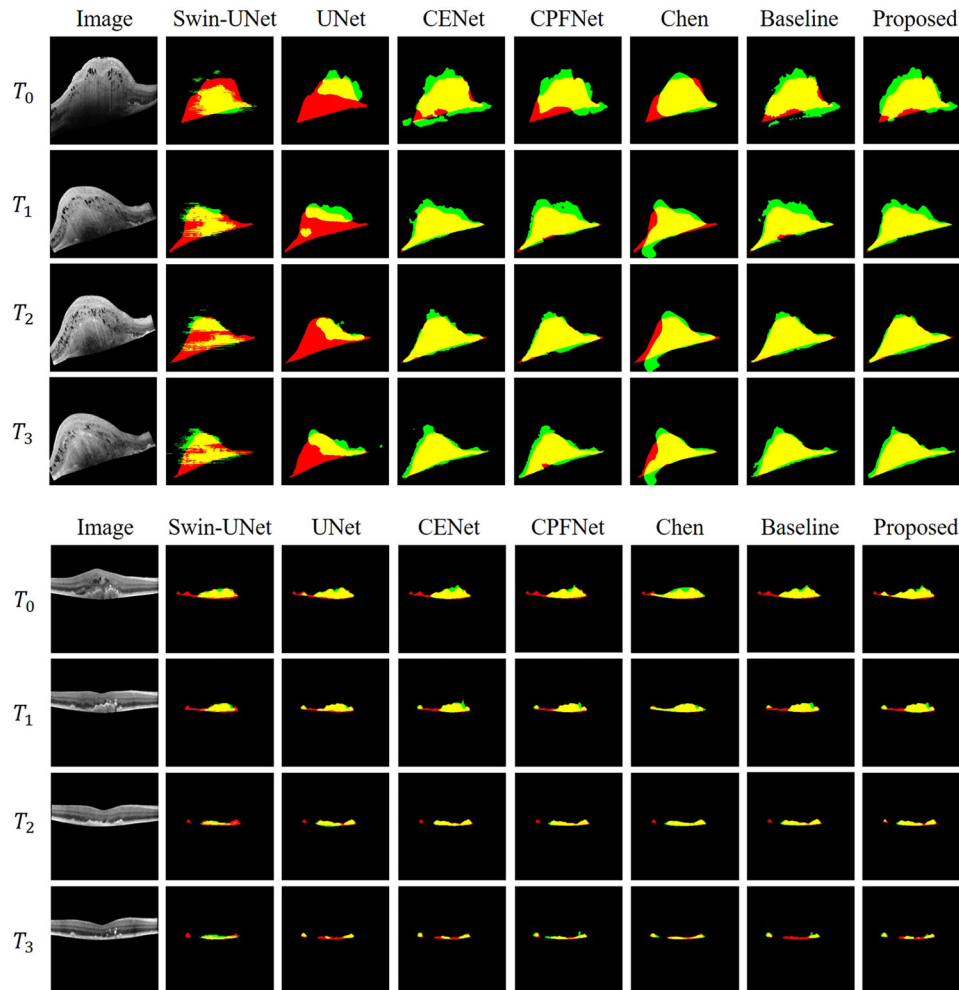 Image Swin-UNet UNet CENet CPFNet Chen Baseline Proposed
T₀
T₁
T₂
T₃
Image Swin-UNet UNet CENet CPFNet Chen Baseline Proposed
T₀
T₁
T₂
T₃